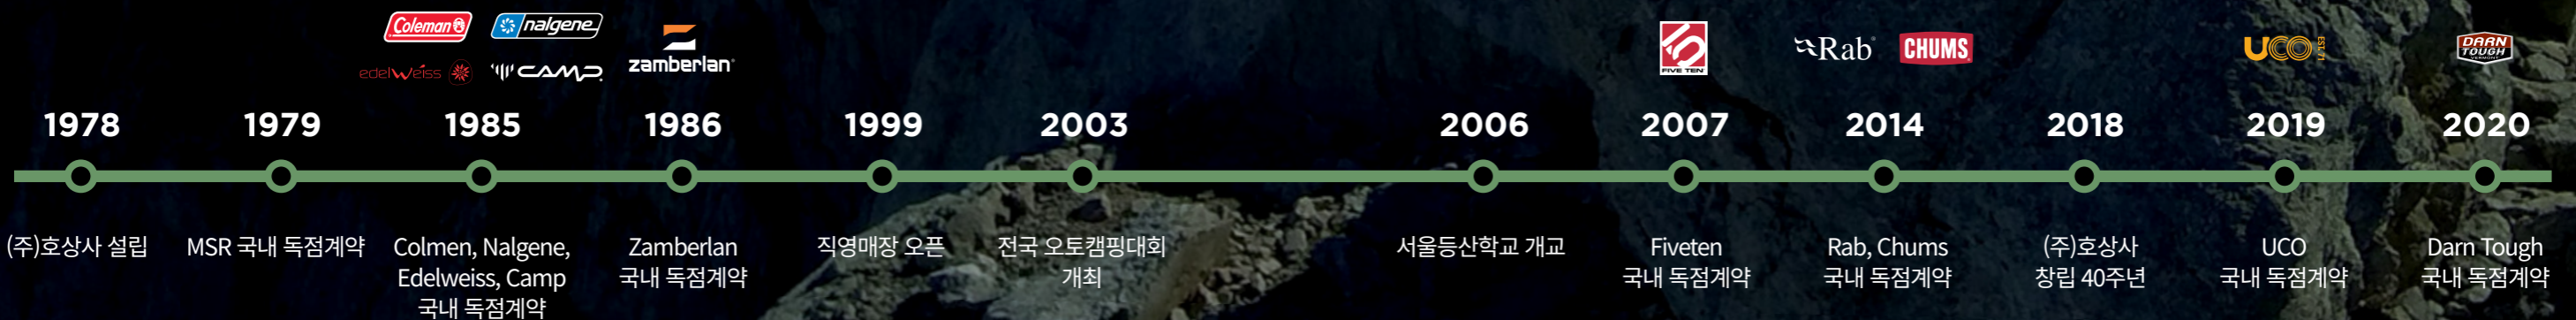 Coleman
nalgene
edelweiss
CAMP
zamberlan
FIVE TEN
Rab
CHUMS
UCO EST. 71
DARN TOUGH
VERMONT
1978
1979
1985
1986
1999
2003
2006
2007
2014
2018
2019
2020
(주)호상사 설립
MSR 국내 독점계약
Colmen, Nalgene,
Edelweiss, Camp
국내 독점계약
Zamberlan
국내 독점계약
직영매장 오픈
전국 오토캠핑대회
개최
서울등산학교 개교
Fiveten
국내 독점계약
Rab, Chums
국내 독점계약
(주)호상사
창립 40주년
UCO
국내 독점계약
Darn Tough
국내 독점계약